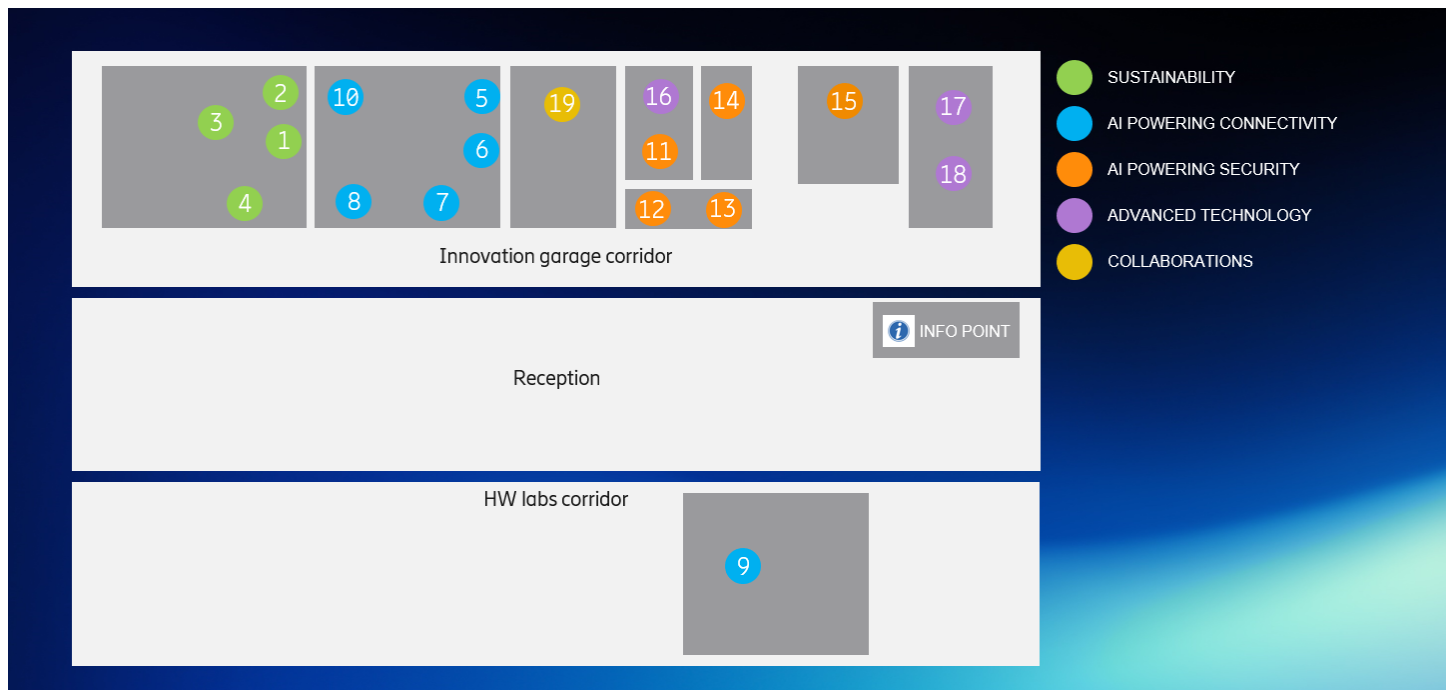 2
10
5
16
14
15
17
19
3
1
6
11
18
4
8
7
12
13
Innovation garage corridor
SUSTAINABILITY
AI POWERING CONNECTIVITY
AI POWERING SECURITY
ADVANCED TECHNOLOGY
COLLABORATIONS
i INFO POINT
Reception
HW labs corridor
9